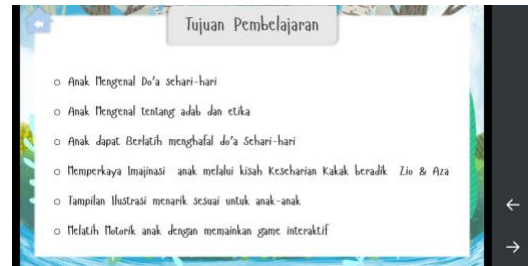 Tujuan Pembelajaran
Anak Mengenal Do'a sehari-hari
Anak Mengenal tentang adab dan etika
Anak dapat Berlatih menghafal do'a Sehari-hari
Memperkaya Imajinasi anak melalui kisah Keseharian Kakak beradik Zio & Aza
Tampilan Ilustrasi menarik sesuai untuk anak-anak
Melatih Motorik anak dengan memainkan game interaktif